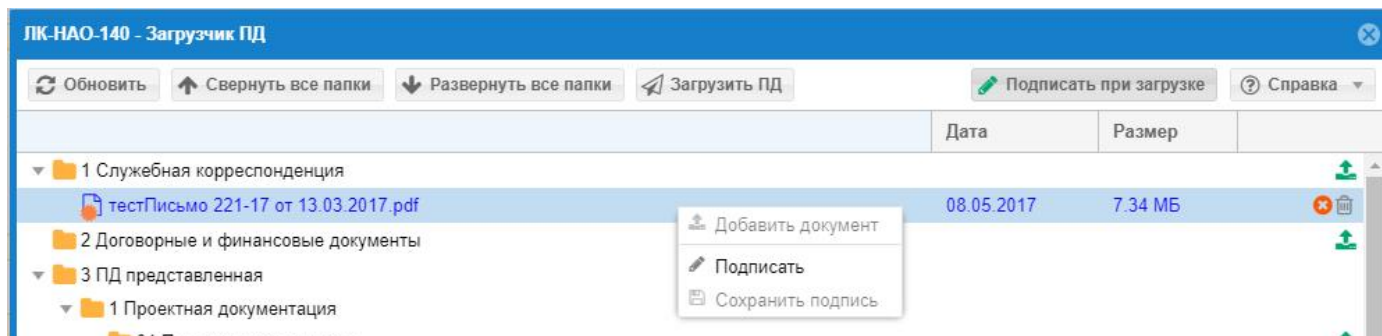 ЛК-НАО-140 - Загрузчик ПД
Обновить Свернуть все папки Развернуть все папки Загрузить ПД Подписать при загрузке Справка
Дата Размер
1 Служебная корреспонденция
тестПисьмо 221-17 от 13.03.2017.pdf 08.05.2017 7.34 МБ
Добавить документ
2 Договорные и финансовые документы
Подписать
3 ПД представленная
Сохранить подпись
1 Проектная документация